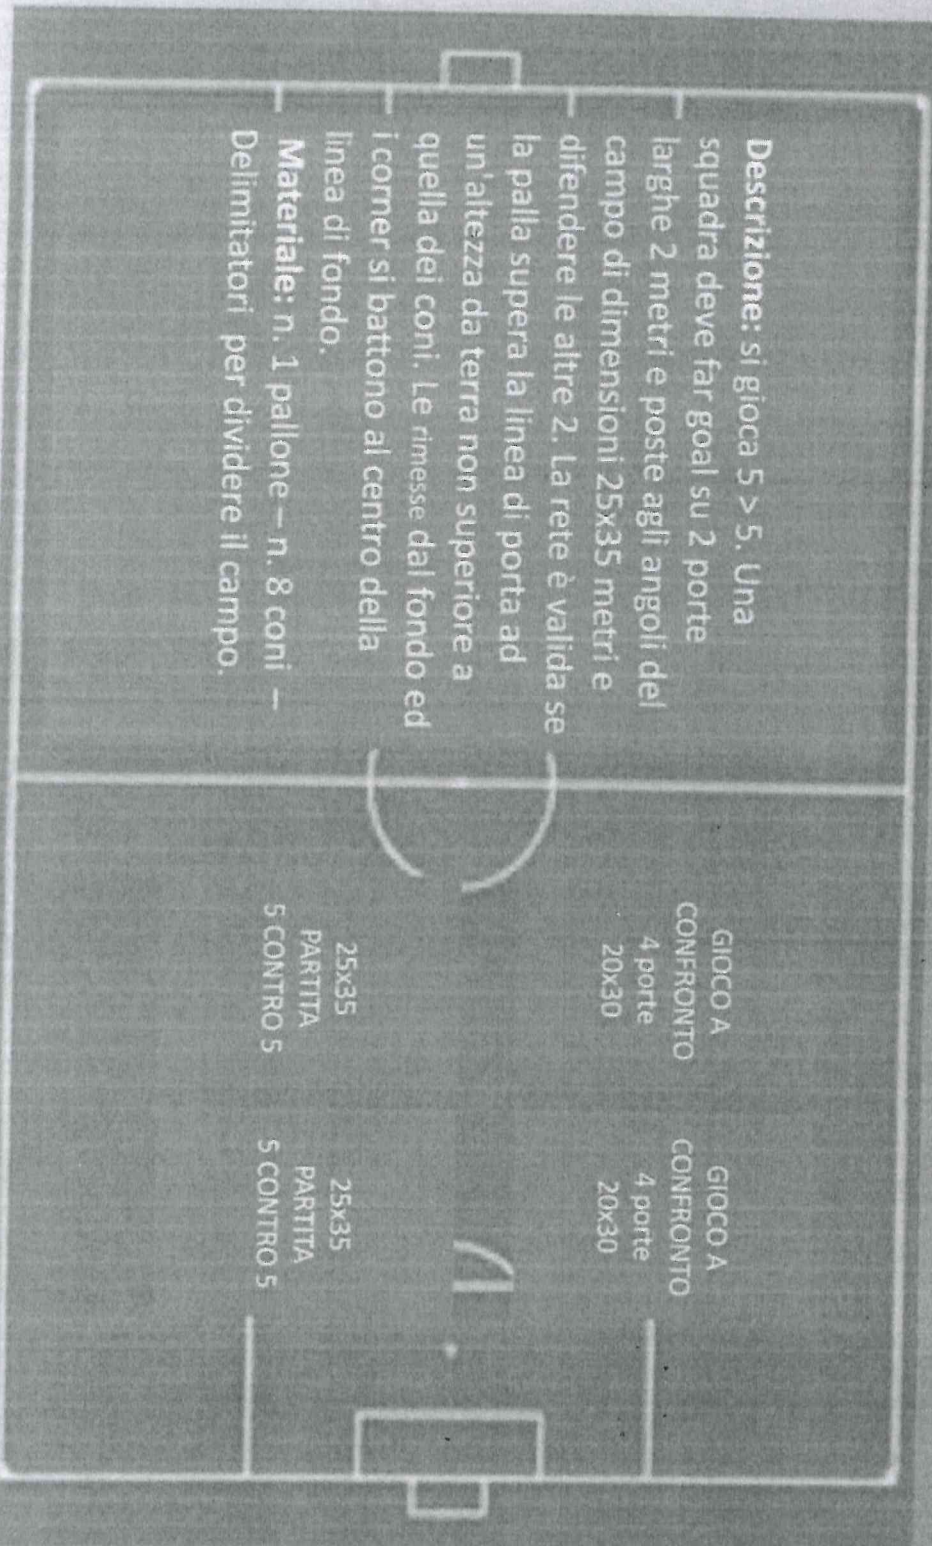 Descrizione: si gioca 5 > 5. Una
squadra deve far goal su 2 porte
larghe 2 metri e poste agli angoli del
campo di dimensioni 25x35 metri e
difendere le altre 2. La rete è valida se
la palla supera la linea di porta ad
un'altezza da terra non superiore a
quella dei coni. Le rimesse dal fondo ed
i corner si battono al centro della
linea di fondo.
Materiale: n. 1 pallone – n. 8 coni –
Delimitatori per dividere il campo.
GIOCO A
CONFRONTO
4 porte
20x30
GIOCO A
CONFRONTO
4 porte
20x30
25x35
PARTITA
5 CONTRO 5
25x35
PARTITA
5 CONTRO 5